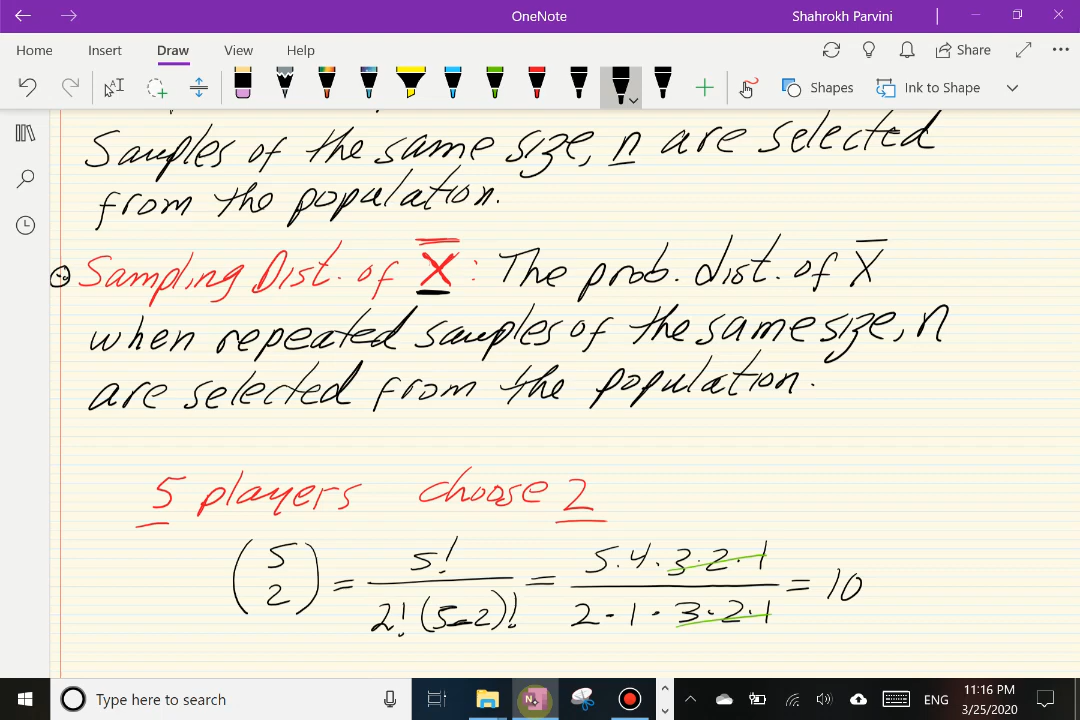 OneNote
Shahrokh Parvini
Home Insert Draw View Help
Share
Shapes Ink to Shape
Samples of the same size, n are selected
from the population.
Sampling Dist. of X̅ : The prob. dist. of X̅
when repeated samples of the same size, n
are selected from the population.
5 players choose 2
(5 2) = 5! / 2! (5-2)! = 5·4·3·2·1 / 2·1·3·2·1 = 10
Type here to search
ENG
11:16 PM
3/25/2020